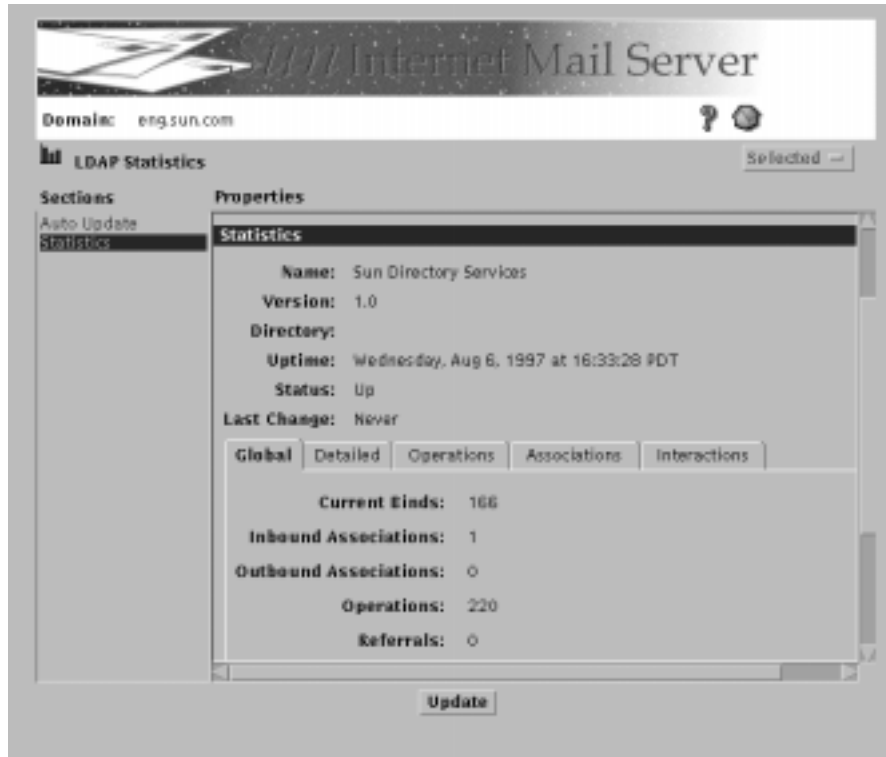 Sun Internet Mail Server
Domain: eng.sun.com
?
LDAP Statistics
Selected
Sections
Properties
Auto Update
Statistics
Statistics
Name: Sun Directory Services
Version: 1.0
Directory:
Uptime: Wednesday, Aug 6, 1997 at 16:33:28 PDT
Status: Up
Last Change: Never
Global Detailed Operations Associations Interactions
Current Binds: 166
Inbound Associations: 1
Outbound Associations: 0
Operations: 220
Referrals: 0
Update